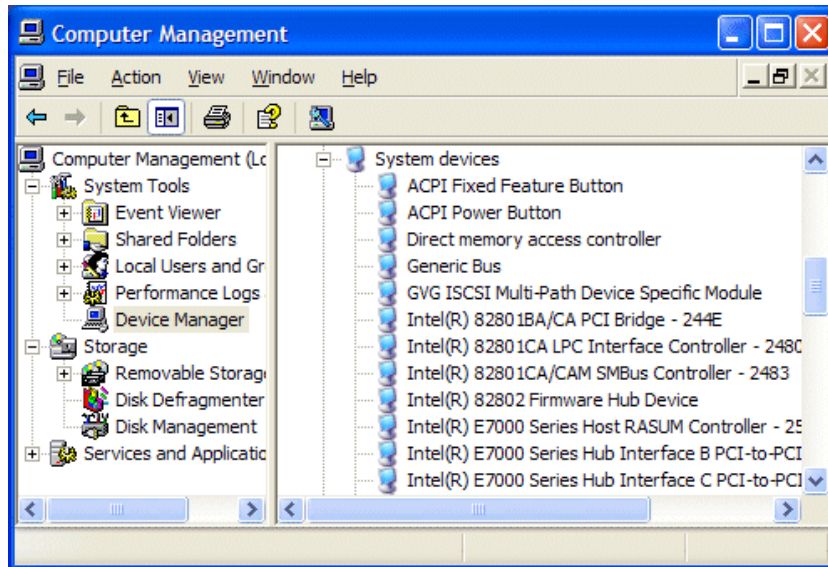 Computer Management
File Action View Window Help
Computer Management (Lo
System Tools
Event Viewer
Shared Folders
Local Users and Gr
Performance Logs
Device Manager
Storage
Removable Storag
Disk Defragmenter
Disk Management
Services and Applicatio
System devices
ACPI Fixed Feature Button
ACPI Power Button
Direct memory access controller
Generic Bus
GVG ISCSI Multi-Path Device Specific Module
Intel(R) 82801BA/CA PCI Bridge - 244E
Intel(R) 82801CA LPC Interface Controller - 2480
Intel(R) 82801CA/CAM SMBus Controller - 2483
Intel(R) 82802 Firmware Hub Device
Intel(R) E7000 Series Host RASUM Controller - 25
Intel(R) E7000 Series Hub Interface B PCI-to-PCI
Intel(R) E7000 Series Hub Interface C PCI-to-PCI